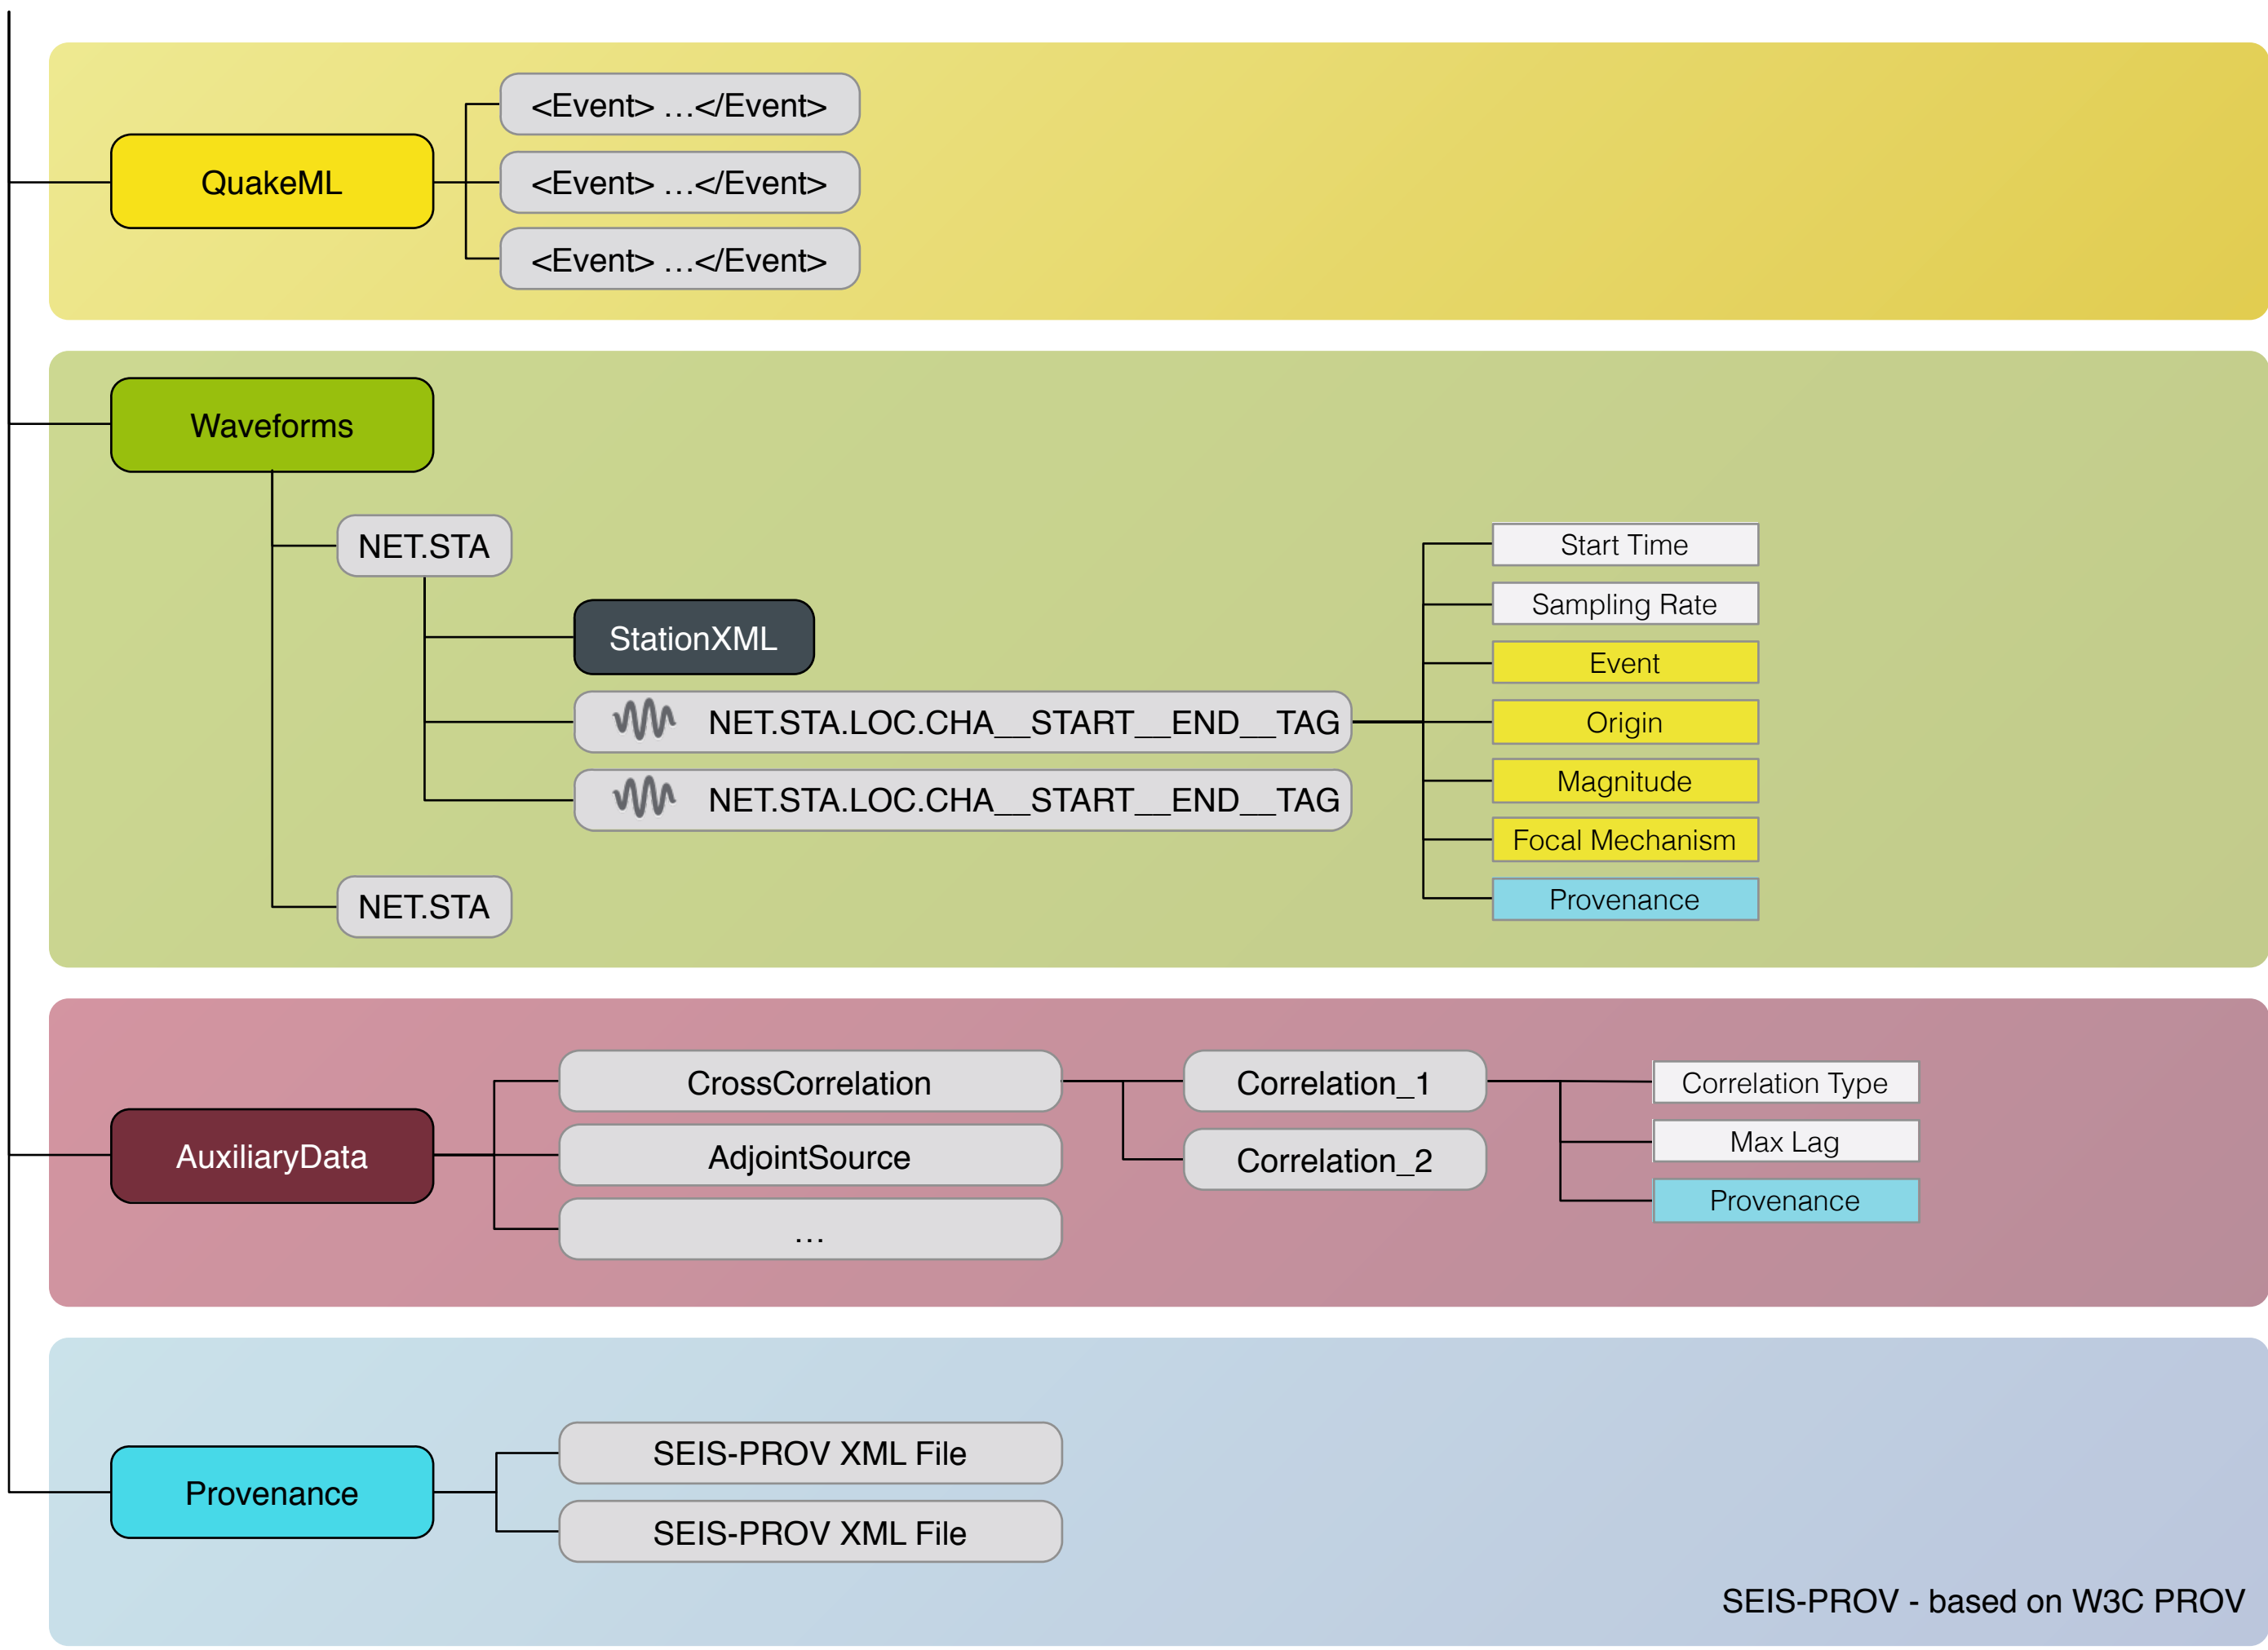 <Event> …</Event>
QuakeML
<Event> …</Event>
<Event> …</Event>
Waveforms
NET.STA
StationXML
NET.STA.LOC.CHA__START__END__TAG
NET.STA.LOC.CHA__START__END__TAG
NET.STA
Start Time
Sampling Rate
Event
Origin
Magnitude
Focal Mechanism
Provenance
AuxiliaryData
CrossCorrelation
AdjointSource
…
Correlation_1
Correlation_2
Correlation Type
Max Lag
Provenance
Provenance
SEIS-PROV XML File
SEIS-PROV XML File
SEIS-PROV - based on W3C PROV